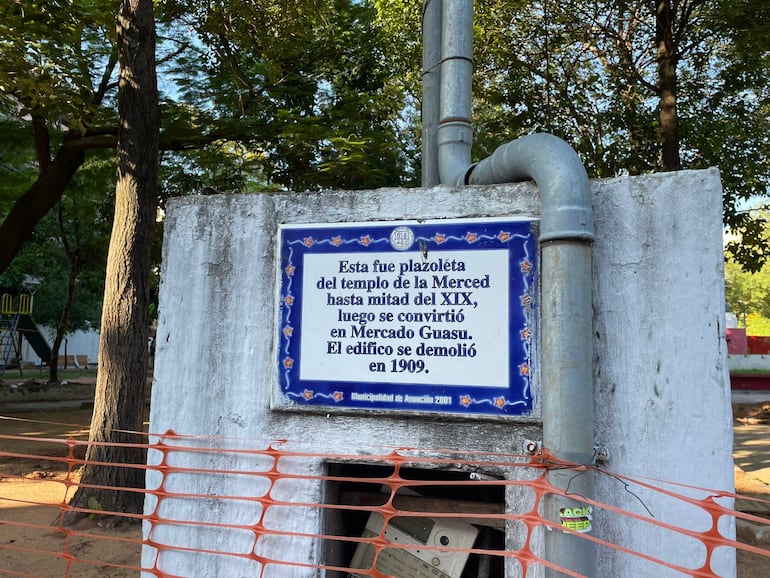 Esta fue plazoleta
del templo de la Merced
hasta mitad del XIX,
luego se convirtió
en Mercado Guasu.
El edifico se demolió
en 1909.
Municipalidad de Asunción 2001